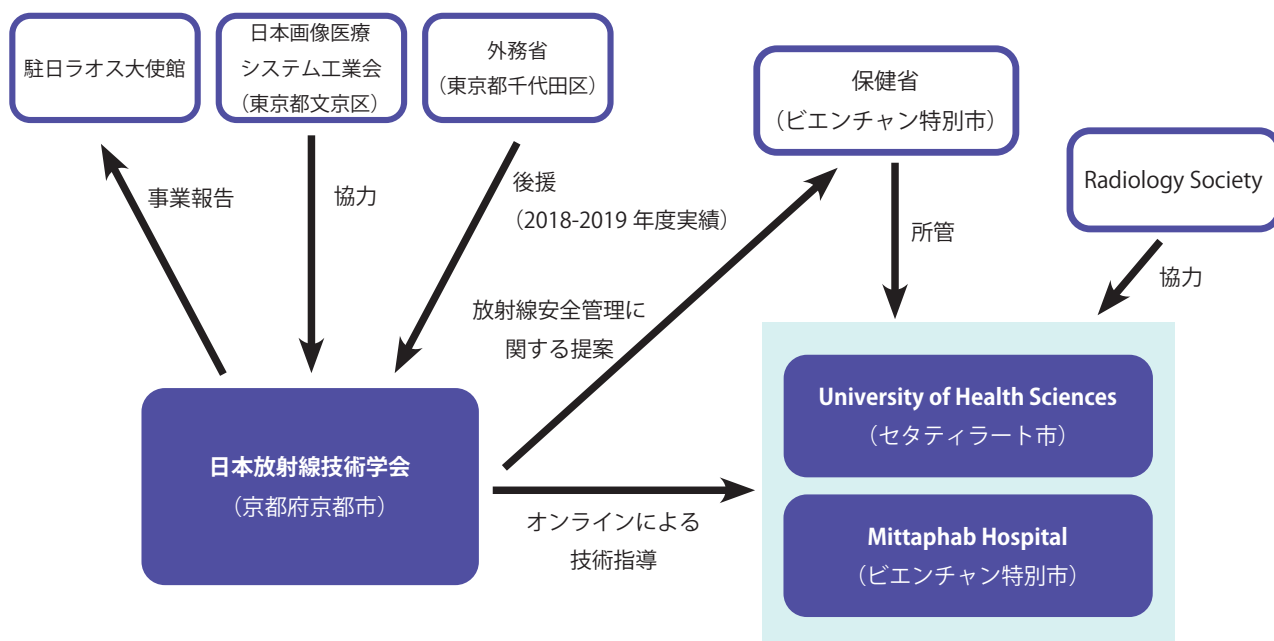 駐日ラオス大使館
日本画像医療
システム工業会
（東京都文京区）
外務省
（東京都千代田区）
保健省
（ビエンチャン特別市）
Radiology Society
事業報告
協力
後援
（2018-2019 年度実績）
所管
協力
放射線安全管理に
関する提案
日本放射線技術学会
（京都府京都市）
オンラインによる
技術指導
University of Health Sciences
（セタティラート市）
Mittaphab Hospital
（ビエンチャン特別市）